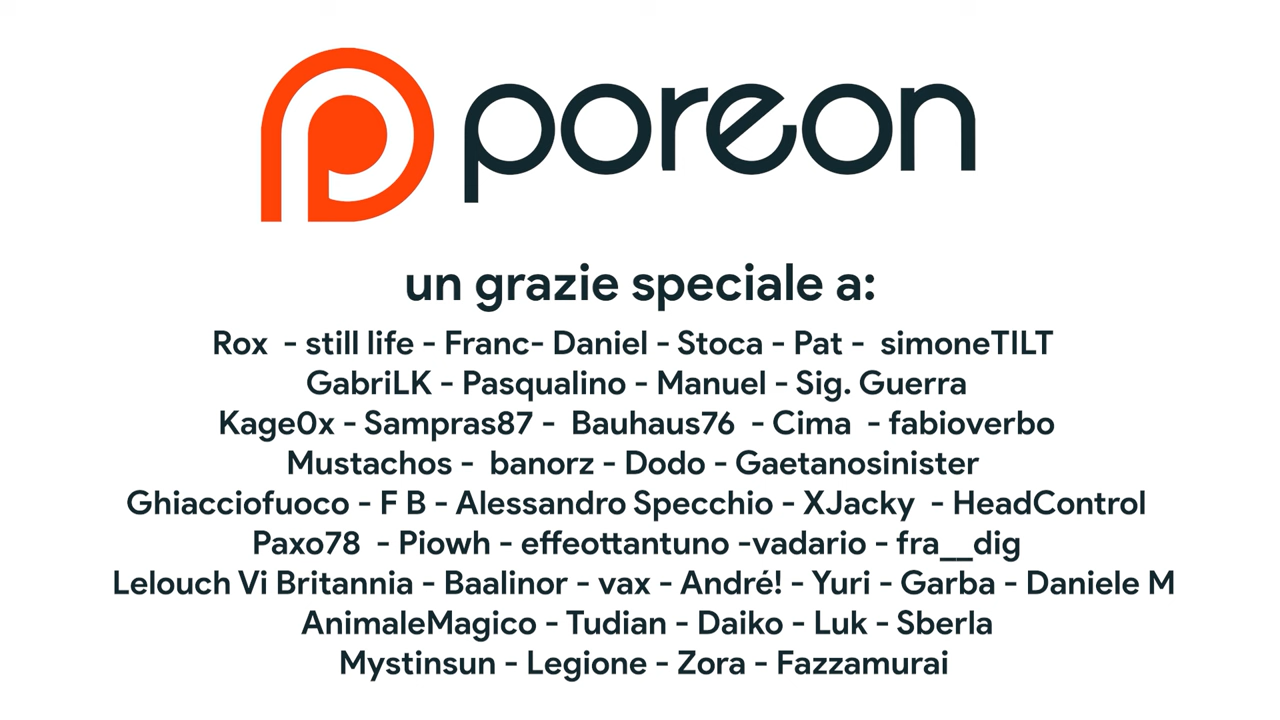 poreon
un grazie speciale a:
Rox - still life - Franc- Daniel - Stoca - Pat - simoneTILT
GabriLK - Pasqualino - Manuel - Sig. Guerra
Kage0x - Sampras87 - Bauhaus76 - Cima - fabioverbo
Mustachos - banorz - Dodo - Gaetanosinister
Ghiacciofuoco - F B - Alessandro Specchio - XJacky - HeadControl
Paxo78 - Piowh - effeottantuno -vadario - fra__dig
Lelouch Vi Britannia - Baalinor - vax - André! - Yuri - Garba - Daniele M
AnimaleMagico - Tudian - Daiko - Luk - Sberla
Mystinsun - Legione - Zora - Fazzamurai